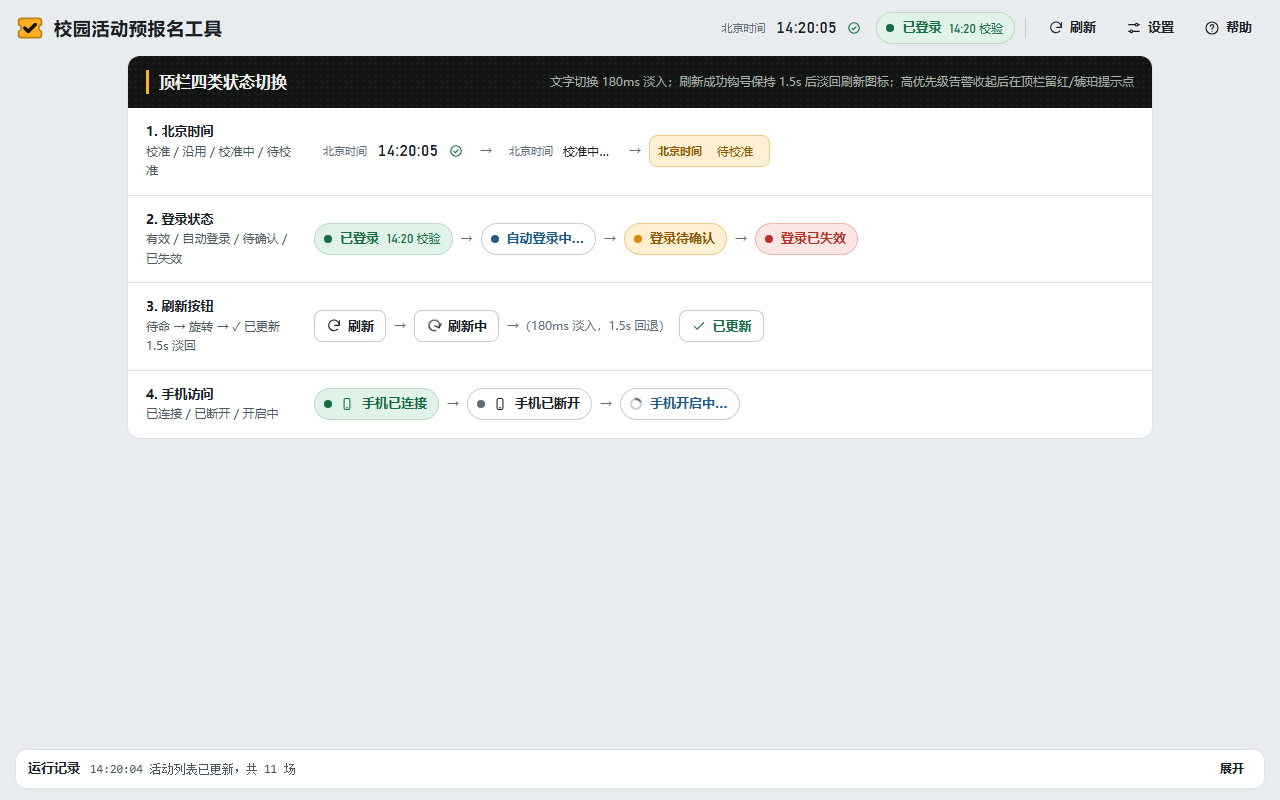 校园活动预报名工具
北京时间 14:20:05 已登录 14:20 校验 刷新 设置 帮助
顶栏四类状态切换 文字切换 180ms 淡入；刷新成功钩号保持 1.5s 后淡回刷新图标；高优先级告警收起后在顶栏留红/琥珀提示点
1. 北京时间
校准 / 沿用 / 校准中 / 待校
准
北京时间 14:20:05 → 北京时间 校准中... → 北京时间 待校准
2. 登录状态
有效 / 自动登录 / 待确认 /
已失效
已登录 14:20 校验 → 自动登录中... → 登录待确认 → 登录已失效
3. 刷新按钮
待命 → 旋转 → ✓ 已更新
1.5s 淡回
刷新 → 刷新中 → (180ms 淡入，1.5s 回退) 已更新
4. 手机访问
已连接 / 已断开 / 开启中
手机已连接 → 手机已断开 → 手机开启中...
运行记录 14:20:04 活动列表已更新，共 11 场 展开